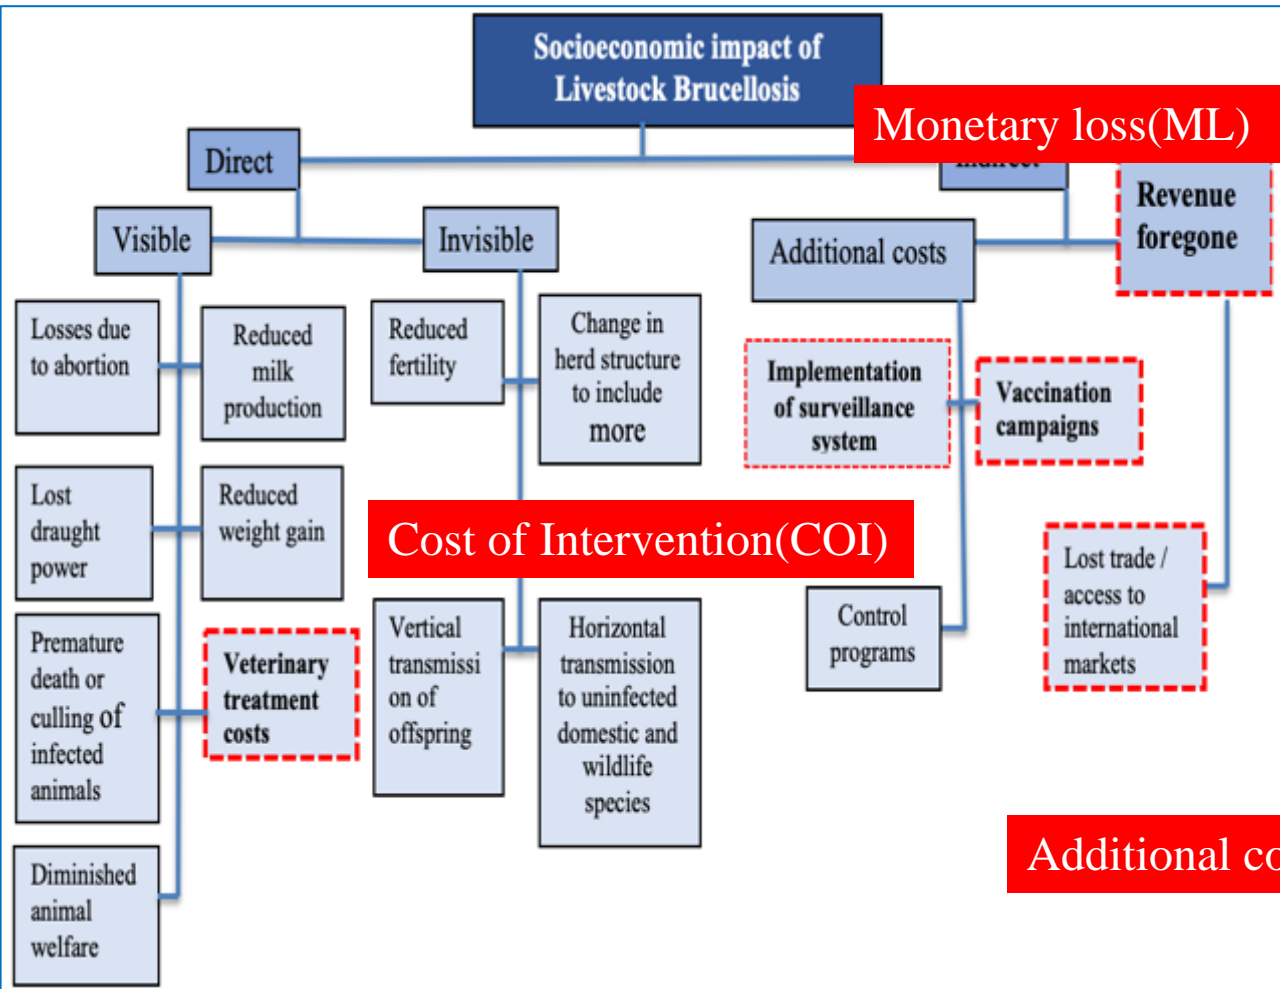 Socioeconomic impact of
Livestock Brucellosis
Monetary loss(ML)
Direct
Indirect
Revenue
foregone
Visible
Invisible
Additional costs
Losses due
to abortion
Reduced
milk
production
Reduced
fertility
Change in
herd structure
to include
more
Implementation
of surveillance
system
Vaccination
campaigns
Lost
draught
power
Reduced
weight gain
Cost of Intervention(COI)
Lost trade /
access to
international
markets
Premature
death or
culling of
infected
animals
Veterinary
treatment
costs
Vertical
transmissi
on of
offspring
Horizontal
transmission
to uninfected
domestic and
wildlife
species
Control
programs
Additional co
Diminished
animal
welfare